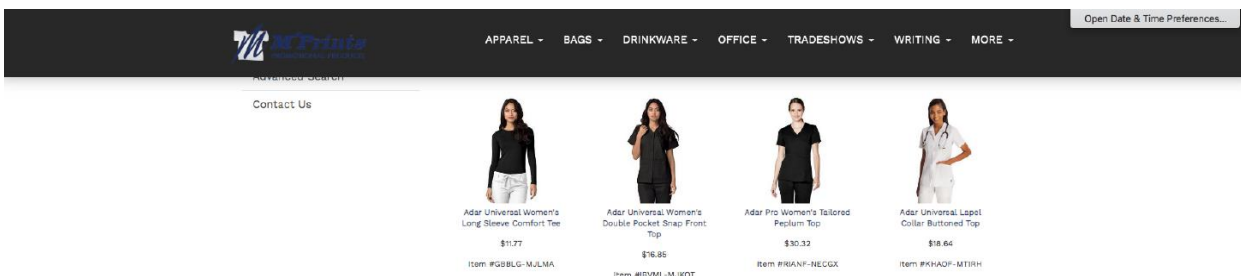 Open Date & Time Preferences...
M Prints
APPAREL BAGS DRINKWARE OFFICE TRADESHOWS WRITING MORE
Advanced Search
Contact Us
Adar Universal Women's
Long Sleeve Comfort Tee
$11.77
Item #GBBLG-MJLMA
Adar Universal Women's
Double Pocket Snap Front
Top
$16.85
Adar Pro Women's Tailored
Peplum Top
$30.32
Item #RIANF-NECGX
Adar Universal Lapel
Collar Buttoned Top
$18.64
Item #KHAOF-MTIRH